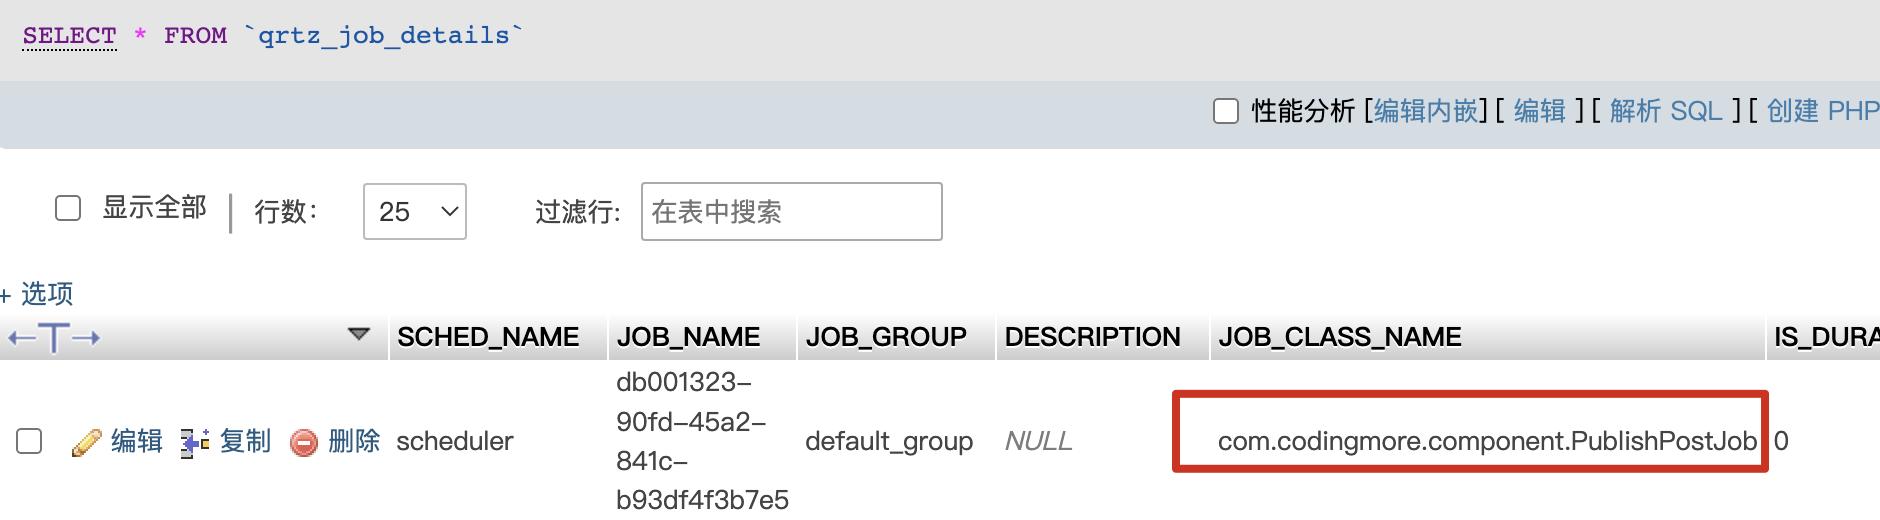 SELECT * FROM `qrtz_job_details`
性能分析 [编辑内嵌] [ 编辑 ] [ 解析 SQL ] [ 创建 PHP
显示全部 | 行数： 25 过滤行: 在表中搜索
+ 选项
←T→ SCHED_NAME JOB_NAME JOB_GROUP DESCRIPTION JOB_CLASS_NAME IS_DURA
编辑 复制 删除 scheduler db001323-
90fd-45a2-
841c-
b93df4f3b7e5 default_group NULL com.codingmore.component.PublishPostJob 0